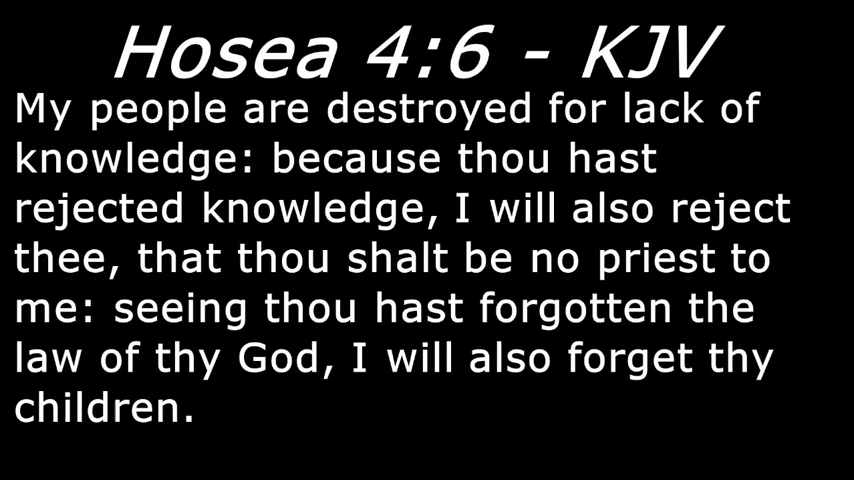 Hosea 4:6 - KJV
My people are destroyed for lack of
knowledge: because thou hast
rejected knowledge, I will also reject
thee, that thou shalt be no priest to
me: seeing thou hast forgotten the
law of thy God, I will also forget thy
children.